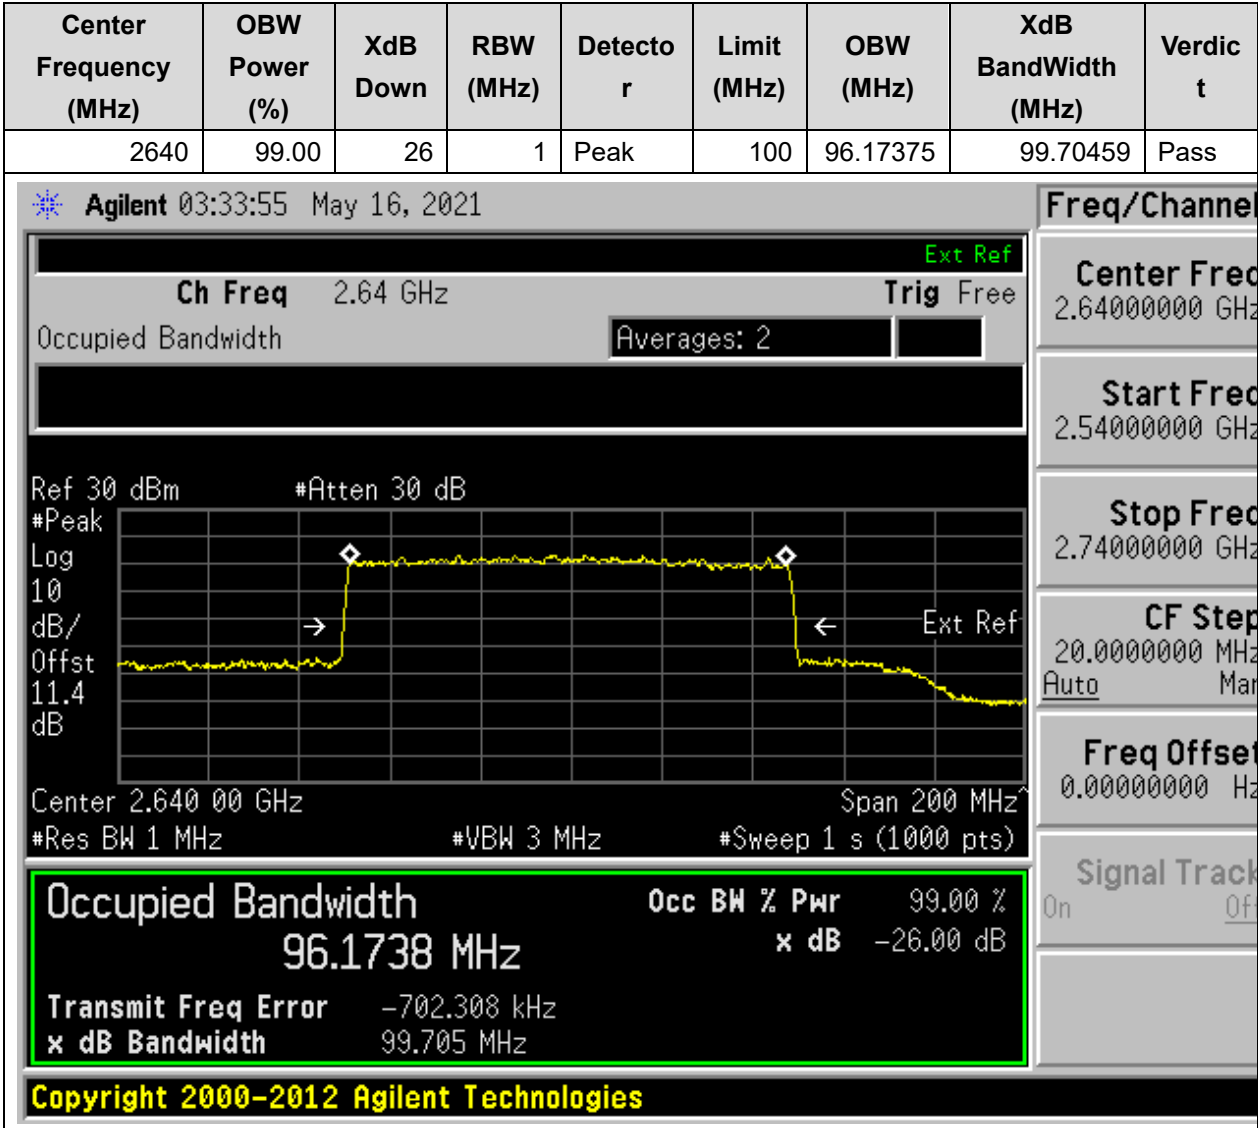 Center Frequency (MHz) OBW Power (%) XdB Down RBW (MHz) Detector Limit (MHz) OBW (MHz) XdB BandWidth (MHz) Verdict
2640 99.00 26 1 Peak 100 96.17375 99.70459 Pass
Agilent 03:33:55 May 16, 2021 Freq/Channel
Ext Ref
Ch Freq 2.64 GHz Trig Free
Occupied Bandwidth Averages: 2
Center Freq
2.64000000 GHz
Start Freq
2.54000000 GHz
Stop Freq
2.74000000 GHz
CF Step
20.0000000 MHz
Auto Man
Freq Offset
0.00000000 Hz
Signal Track
On Off
Ref 30 dBm #Atten 30 dB
#Peak
Log
10
dB/
Offst
11.4
dB
Ext Ref
Center 2.640 00 GHz Span 200 MHz^
#Res BW 1 MHz #VBW 3 MHz #Sweep 1 s (1000 pts)
Occupied Bandwidth Occ BW % Pwr 99.00 %
96.1738 MHz x dB -26.00 dB
Transmit Freq Error -702.308 kHz
x dB Bandwidth 99.705 MHz
Copyright 2000-2012 Agilent Technologies